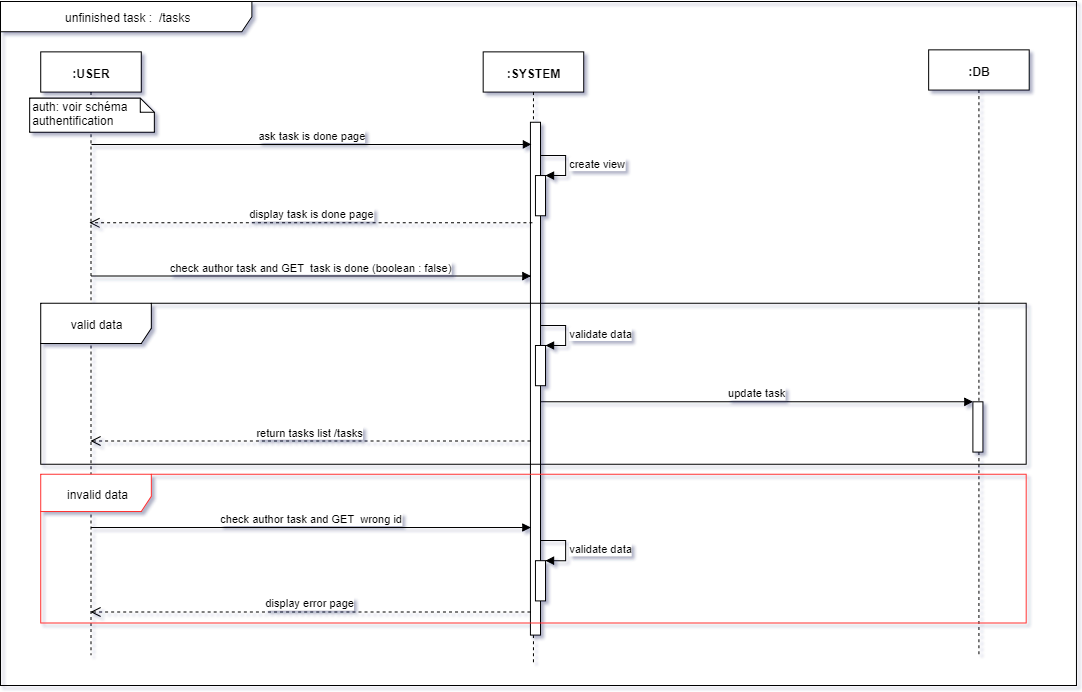 unfinished task : /tasks
:USER
:SYSTEM
:DB
auth: voir schéma
authentification
ask task is done page
create view
display task is done page
check author task and GET task is done (boolean : false)
valid data
validate data
update task
return tasks list /tasks
invalid data
check author task and GET wrong id
validate data
display error page